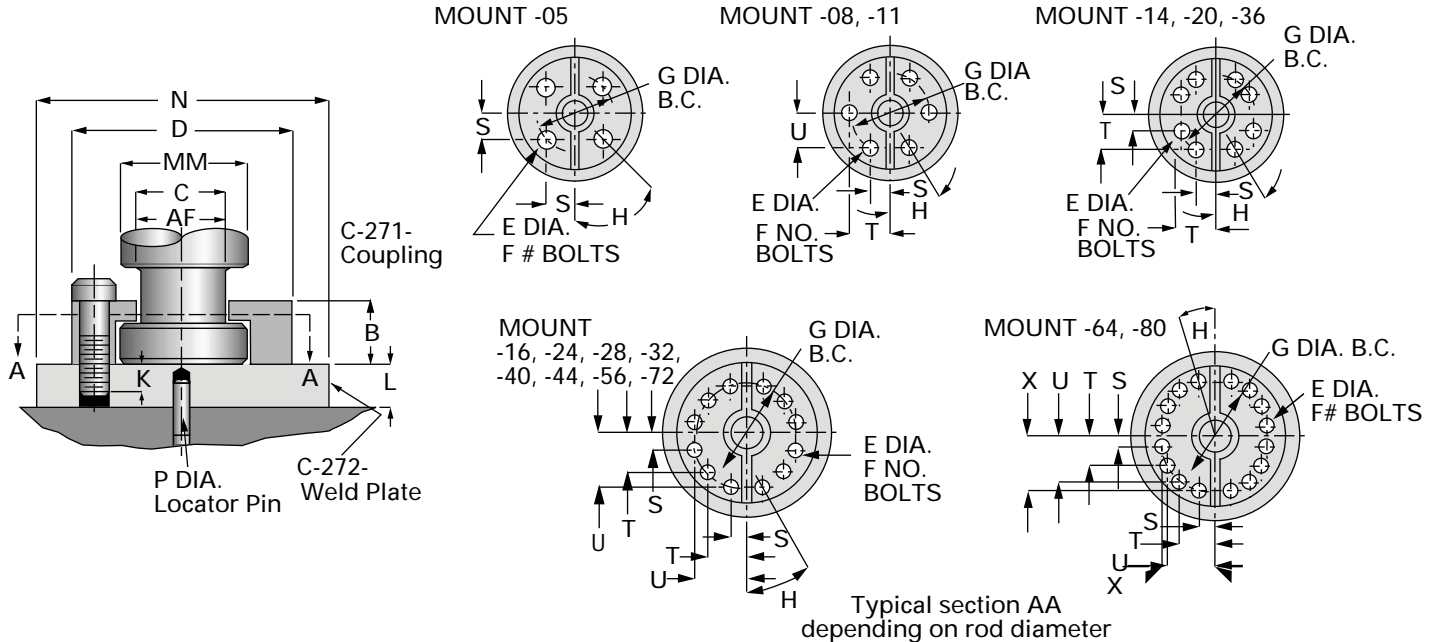 MOUNT -05
S
S
H
G DIA.
B.C.
E DIA.
F # BOLTS
MOUNT -08, -11
U
G DIA
B.C.
E DIA.
F NO.
BOLTS
S
H
T
MOUNT -14, -20, -36
S
T
G DIA.
B.C.
E DIA.
F NO.
BOLTS
S
H
T
N
D
MM
C
AF
C-271-
Coupling
B
A
K
A
L
P DIA.
Locator Pin
C-272-
Weld Plate
MOUNT
-16, -24, -28, -32,
-40, -44, -56, -72
G DIA.
B.C.
E DIA.
F NO.
BOLTS
S
T
U
S
T
U
H
MOUNT -64, -80
H
G DIA. B.C.
X U T S
E DIA.
F# BOLTS
S
T
U
X
Typical section AA
depending on rod diameter